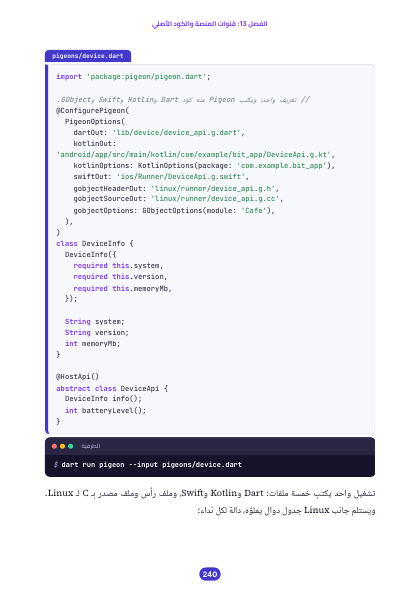 الفصل 13: قنوات المنصة والكود الأصلي
pigeons/device.dart
import 'package:pigeon/pigeon.dart';
// تعريف واحد، ويكتب Pigeon منه كود Dart وKotlin وSwift وGObject.
@ConfigurePigeon(
PigeonOptions(
dartOut: 'lib/device/device_api.g.dart',
kotlinOut:
'android/app/src/main/kotlin/com/example/bit_app/DeviceApi.g.kt',
kotlinOptions: KotlinOptions(package: 'com.example.bit_app'),
swiftOut: 'ios/Runner/DeviceApi.g.swift',
gobjectHeaderOut: 'linux/runner/device_api.g.h',
gobjectSourceOut: 'linux/runner/device_api.g.cc',
gobjectOptions: GObjectOptions(module: 'Cafe'),
),
)
class DeviceInfo {
DeviceInfo({
required this.system,
required this.version,
required this.memoryMb,
});
String system;
String version;
int memoryMb;
}
@HostApi()
abstract class DeviceApi {
DeviceInfo info();
int batteryLevel();
}
الطرفية
$ dart run pigeon --input pigeons/device.dart
تشغيل واحد يكتب خمسة ملفات: Dart وKotlin وSwift، وملف رأس وملف مصدر بـ C لـ Linux.
ويستلم جانب Linux جدول دوال يملؤه، دالة لكل نداء:
240